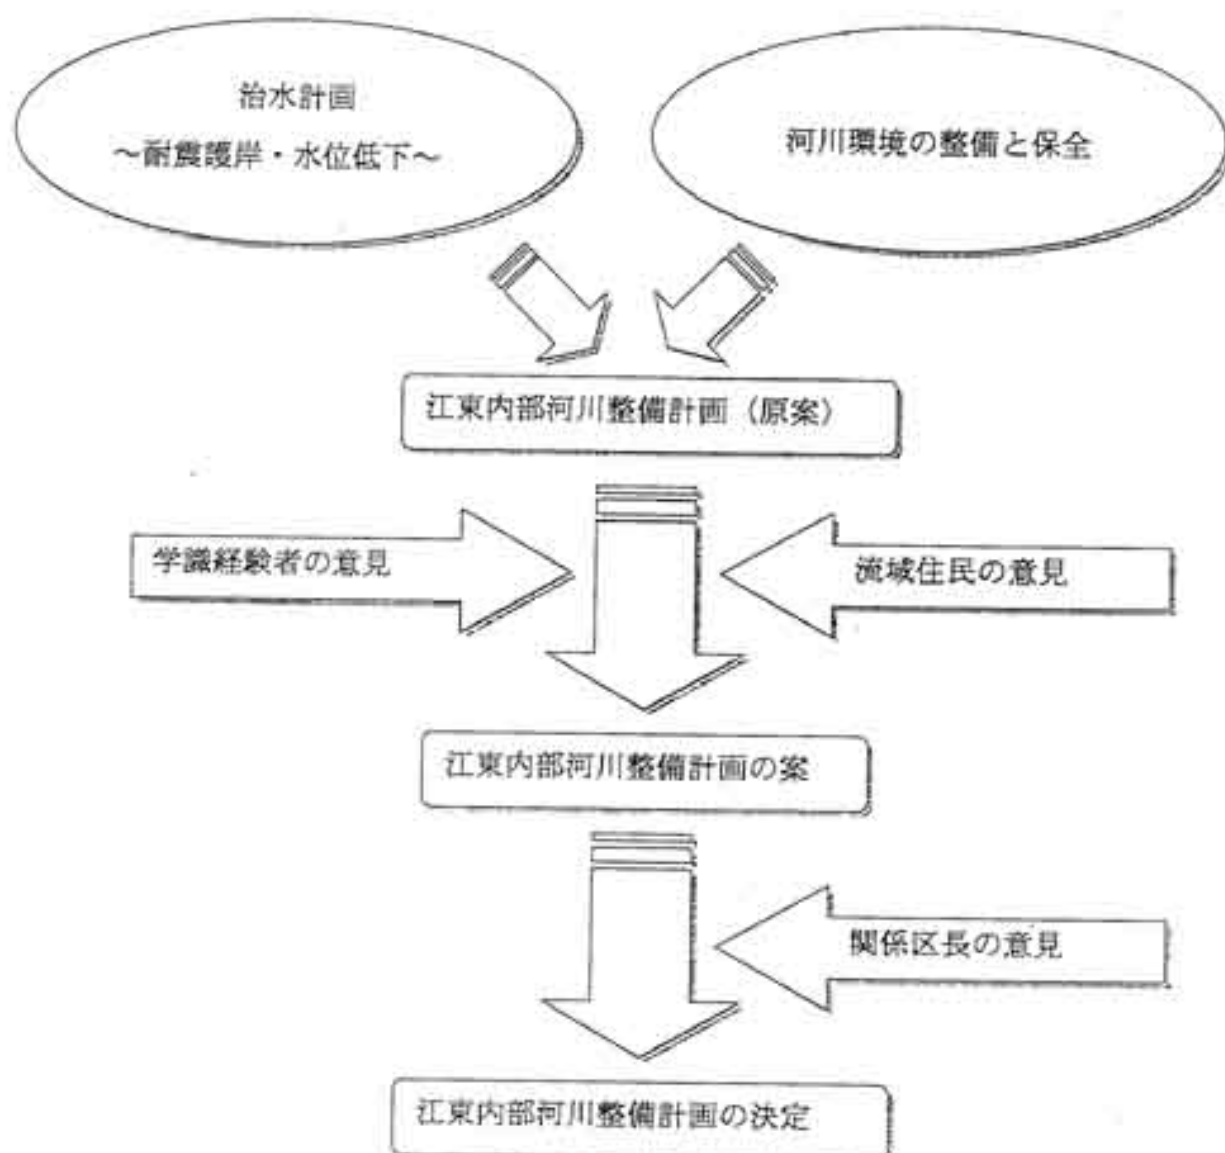 治水計画
～耐震護岸・水位低下～
河川環境の整備と保全
江東内部河川整備計画（原案）
学識経験者の意見
流域住民の意見
江東内部河川整備計画の案
関係区長の意見
江東内部河川整備計画の決定